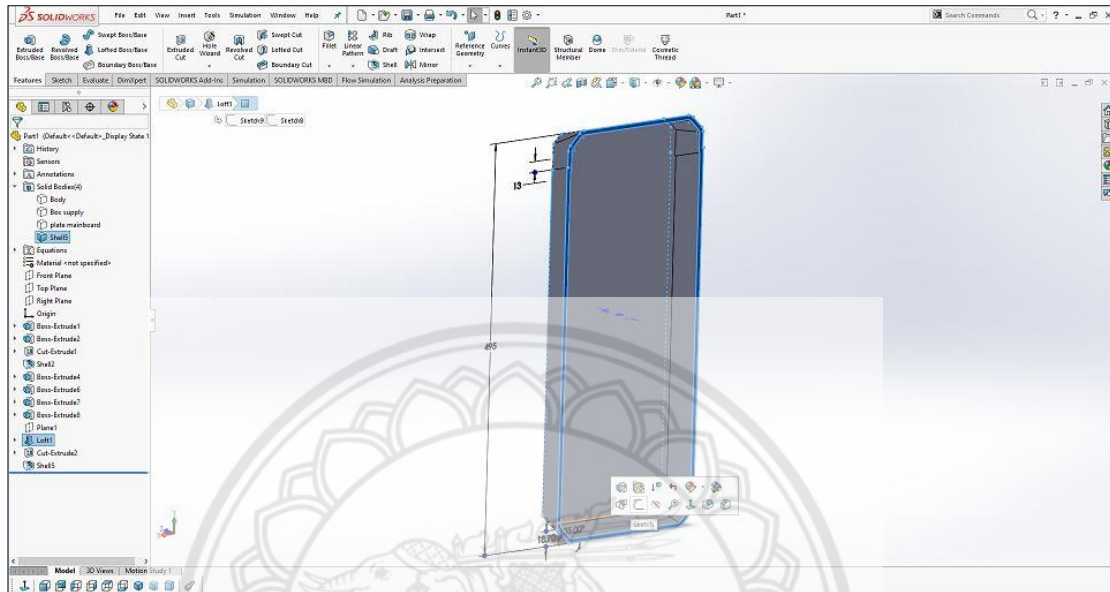 SOLIDWORKS File Edit View Insert Tools Simulation Window Help Part1 * Search Commands
Extruded Boss/Base Revolved Boss/Base Swept Boss/Base Lofted Boss/Base Boundary Boss/Base Extruded Cut Hole Wizard Revolved Cut Swept Cut Lofted Cut Boundary Cut Fillet Linear Pattern Rib Draft Shell Wrap Intersect Mirror Reference Geometry Curves Instant3D Structural Member Dome Cosmetic Thread
Features Sketch Evaluate DimXpert SOLIDWORKS Add-Ins Simulation SOLIDWORKS MBD Flow Simulation Analysis Preparation
Loft1
Sketch9 Sketch8
Part1 (Default<<Default>_Display State 1
History
Sensors
Annotations
Solid Bodies(4)
Body
Box supply
plate mainboard
Shell5
Equations
Material <not specified>
Front Plane
Top Plane
Right Plane
Origin
Boss-Extrude1
Boss-Extrude2
Cut-Extrude1
Shell2
Boss-Extrude4
Boss-Extrude6
Boss-Extrude7
Boss-Extrude8
Plane1
Loft1
Cut-Extrude2
Shell5
13
495
Sketch
Model 3D Views Motion Study 1